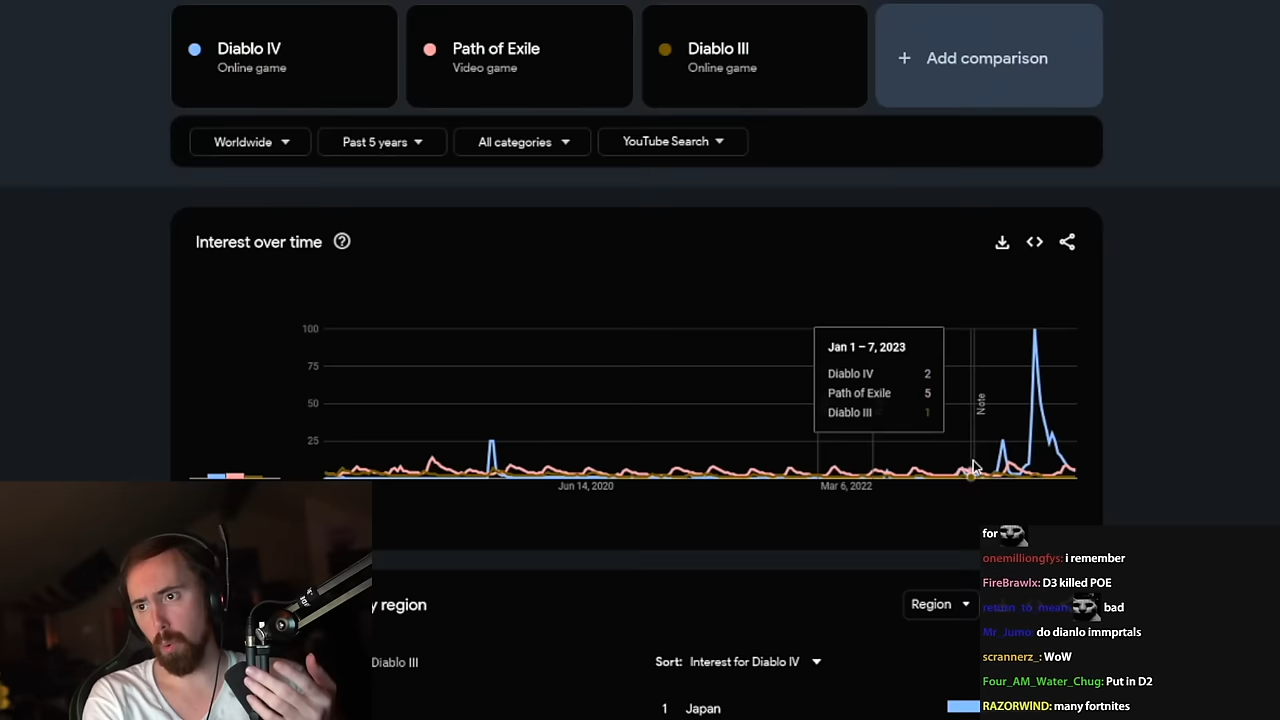 Diablo IV
Online game
Path of Exile
Video game
Diablo III
Online game
+ Add comparison
Worldwide
Past 5 years
All categories
YouTube Search
Interest over time
100
75
50
25
Jan 1 – 7, 2023
Diablo IV 2
Path of Exile 5
Diablo III 1
Note
Jun 14, 2020
Mar 6, 2022
y region
Region
Diablo III
Sort: Interest for Diablo IV
1 Japan
for
onemilliongfys: i remember
FireBrawlx: D3 killed POE
bad
Mr_Jumo: do dianlo immprtals
scrannerz_: WoW
Four_AM_Water_Chug: Put in D2
RAZORWIND: many fortnites